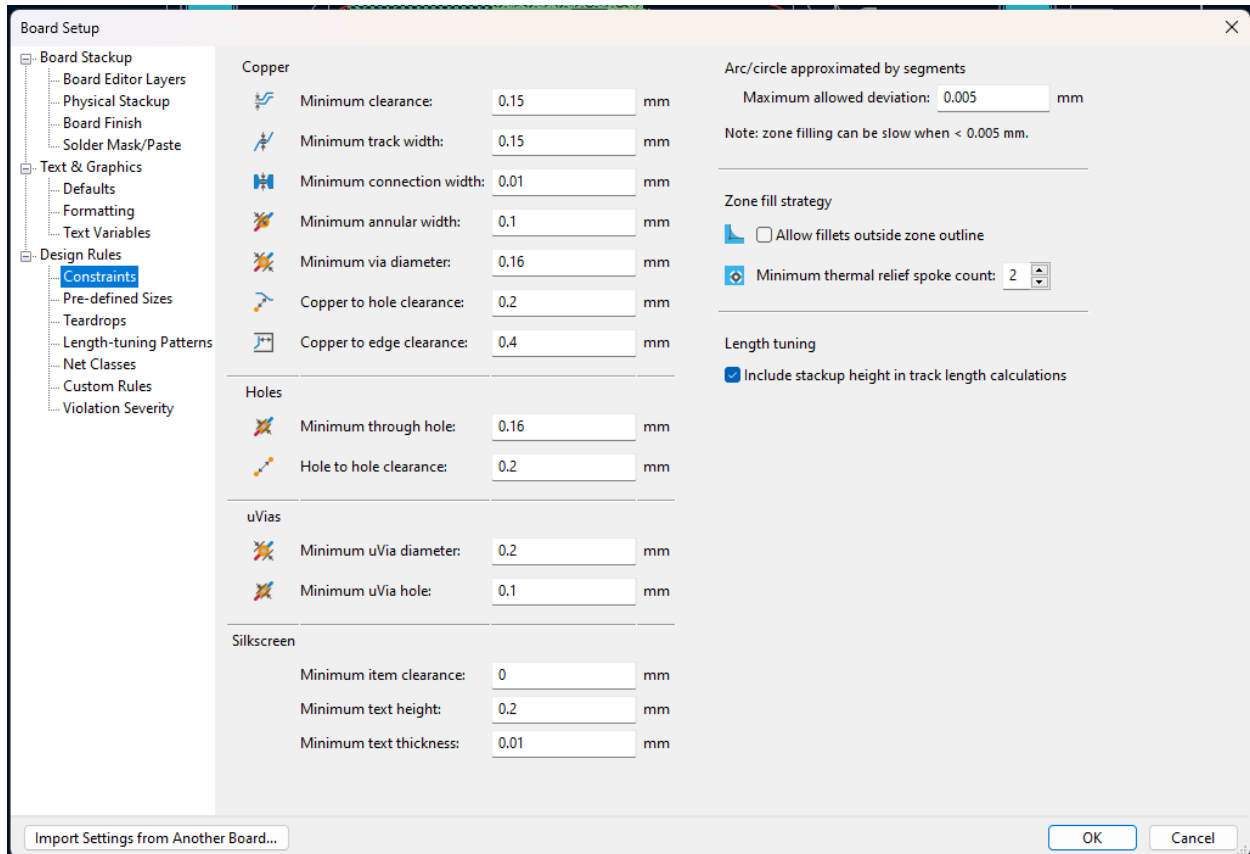 Board Setup
Board Stackup
Board Editor Layers
Physical Stackup
Board Finish
Solder Mask/Paste
Text & Graphics
Defaults
Formatting
Text Variables
Design Rules
Constraints
Pre-defined Sizes
Teardrops
Length-tuning Patterns
Net Classes
Custom Rules
Violation Severity
Copper
Minimum clearance: 0.15 mm
Minimum track width: 0.15 mm
Minimum connection width: 0.01 mm
Minimum annular width: 0.1 mm
Minimum via diameter: 0.16 mm
Copper to hole clearance: 0.2 mm
Copper to edge clearance: 0.4 mm
Holes
Minimum through hole: 0.16 mm
Hole to hole clearance: 0.2 mm
uVias
Minimum uVia diameter: 0.2 mm
Minimum uVia hole: 0.1 mm
Silkscreen
Minimum item clearance: 0 mm
Minimum text height: 0.2 mm
Minimum text thickness: 0.01 mm
Arc/circle approximated by segments
Maximum allowed deviation: 0.005 mm
Note: zone filling can be slow when < 0.005 mm.
Zone fill strategy
Allow fillets outside zone outline
Minimum thermal relief spoke count: 2
Length tuning
Include stackup height in track length calculations
Import Settings from Another Board...
OK
Cancel